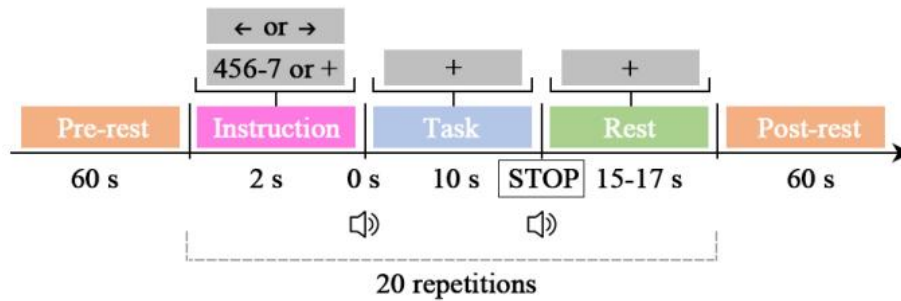 ← or →
456-7 or + + +
Pre-rest Instruction Task Rest Post-rest
60 s 2 s 0 s 10 s STOP 15-17 s 60 s
20 repetitions